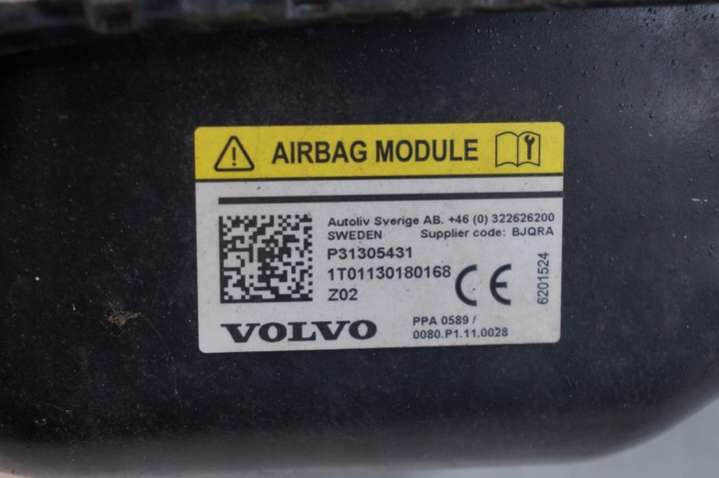 AIRBAG MODULE
Autoliv Sverige AB. +46 (0) 322626200
SWEDEN Supplier code: BJQRA
P31305431
1T01130180168
Z02
CE
6201524
VOLVO
PPA 0589 /
0080.P1.11.0028